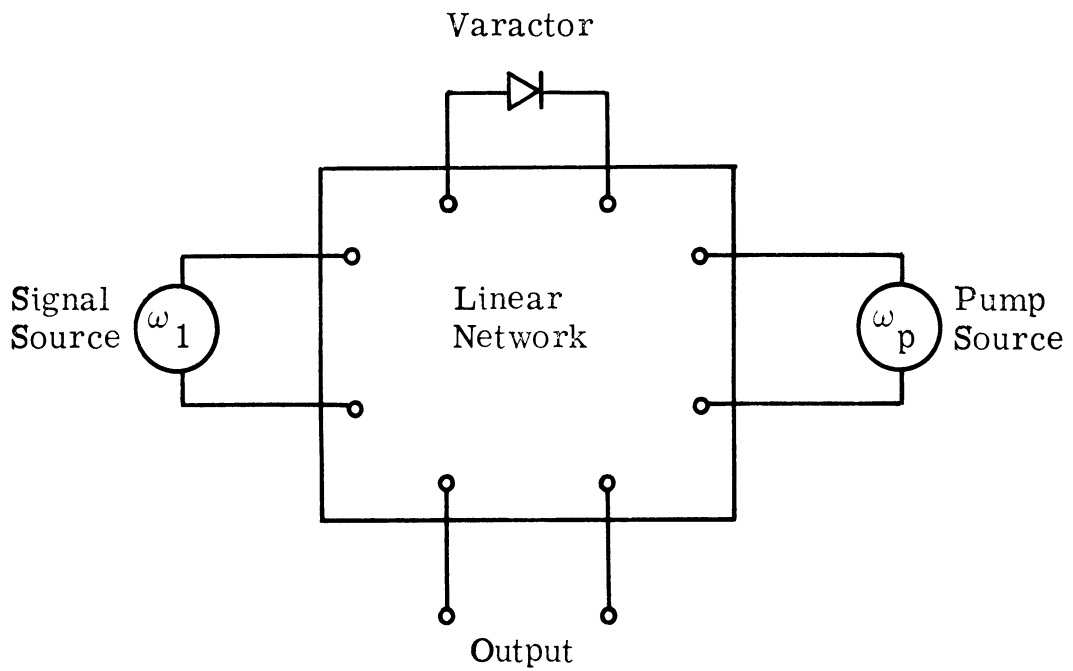 Varactor
Signal
Source
ω1
Linear
Network
ωp
Pump
Source
Output